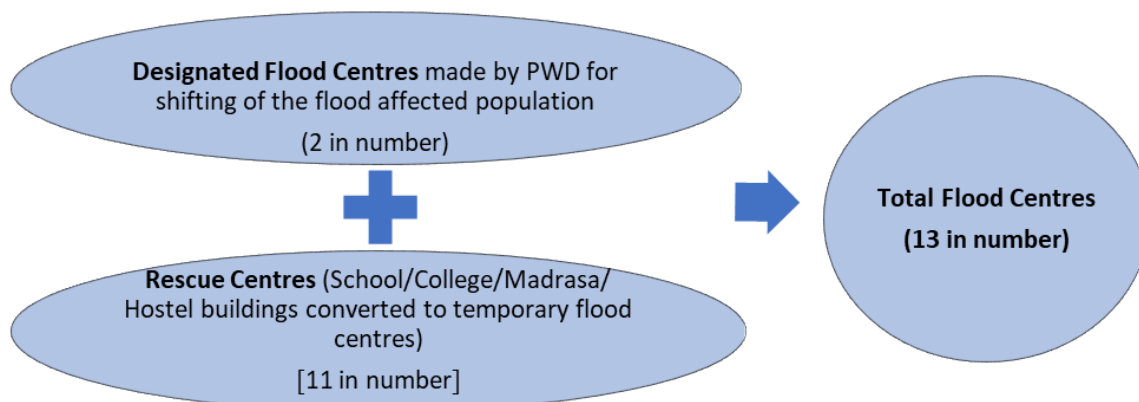 Designated Flood Centres made by PWD for
shifting of the flood affected population
(2 in number)
Rescue Centres (School/College/Madrasa/
Hostel buildings converted to temporary flood
centres)
[11 in number]
Total Flood Centres
(13 in number)